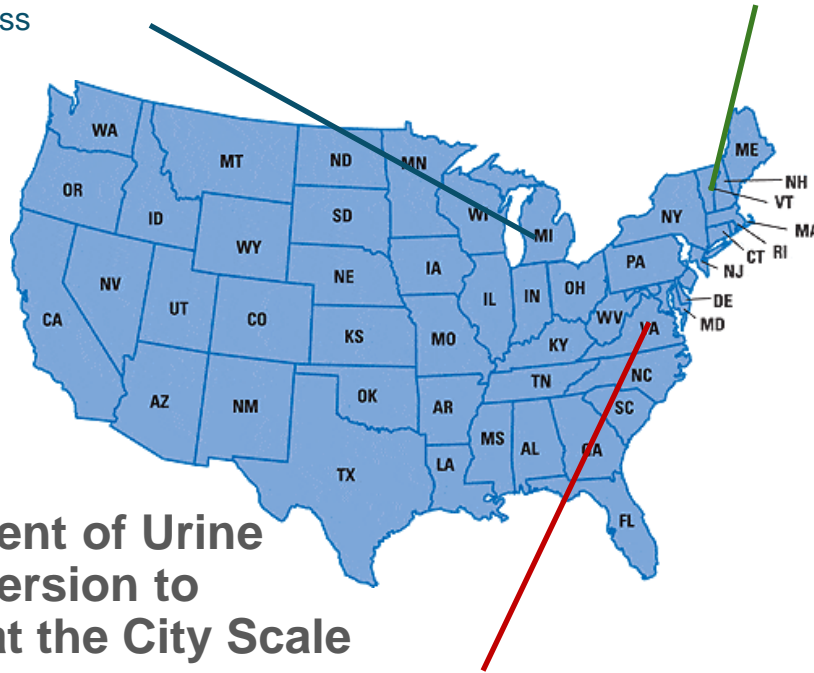 ss
WA
MT
ND
MN
ME
OR
ID
SD
WI
MI
NY
NH
VT
MA
WY
IA
PA
CT
RI
NJ
NV
NE
IL
IN
OH
DE
UT
CO
WV
VA
MD
CA
KS
MO
KY
NC
AZ
NM
OK
AR
TN
SC
MS
AL
GA
TX
LA
FL
ent of Urine
ersion to
at the City Scale